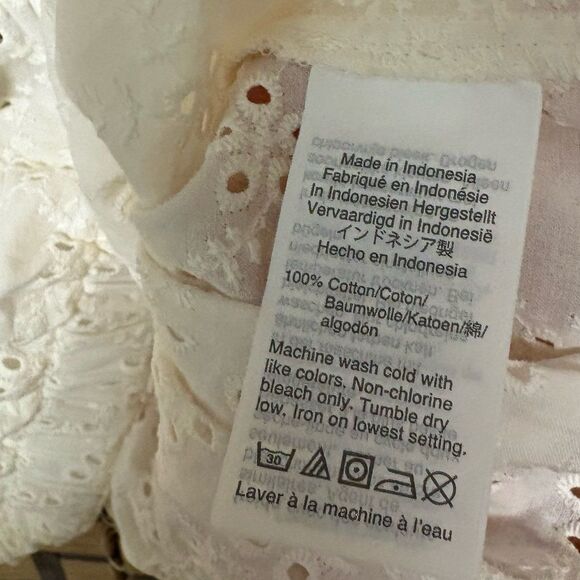 Made in Indonesia
Fabriqué en Indonésie
In Indonesien Hergestellt
Vervaardigd in Indonesië
インドネシア製
Hecho en Indonesia
100% Cotton/Coton/
Baumwolle/Katoen/綿/
algodón
Machine wash cold with
like colors. Non-chlorine
bleach only. Tumble dry
low. Iron on lowest setting.
30
Laver à la machine à l'eau